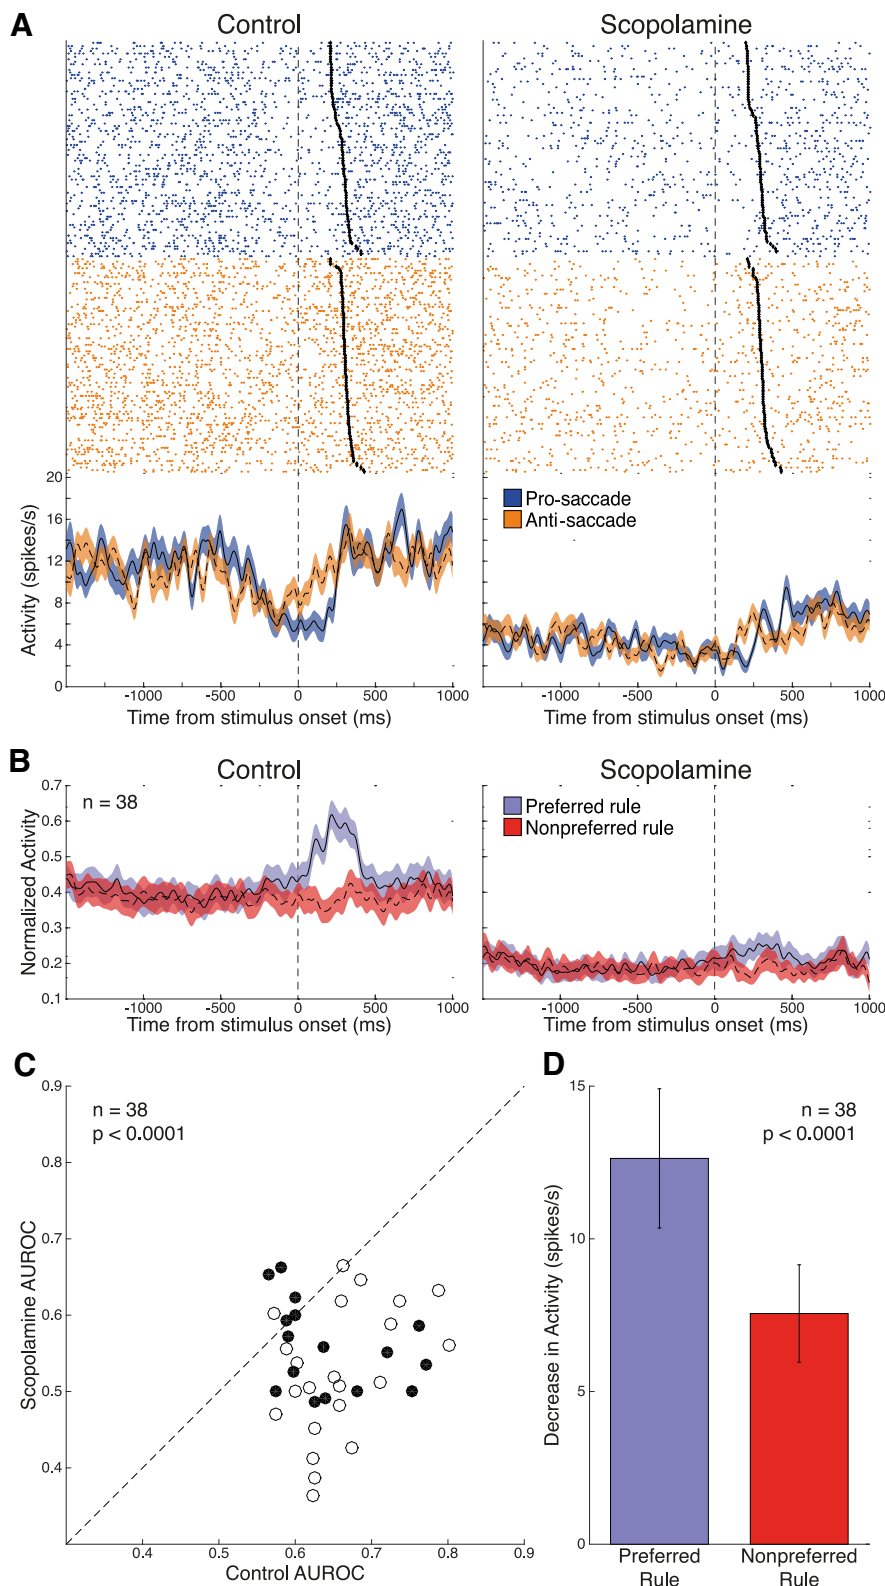 A
Control
Scopolamine
20
16
12
8
4
0
Activity (spikes/s)
Pro-saccade
Anti-saccade
-1000 -500 0 500 1000
Time from stimulus onset (ms)
-1000 -500 0 500 1000
Time from stimulus onset (ms)
B
Control
Scopolamine
0.7
0.6
0.5
0.4
0.3
0.2
0.1
Normalized Activity
n = 38
Preferred rule
Nonpreferred rule
-1000 -500 0 500 1000
Time from stimulus onset (ms)
-1000 -500 0 500 1000
Time from stimulus onset (ms)
C
0.9
0.8
0.7
0.6
0.5
0.4
Scopolamine AUROC
n = 38
p < 0.0001
0.4 0.5 0.6 0.7 0.8 0.9
Control AUROC
D
15
10
5
0
Decrease in Activity (spikes/s)
n = 38
p < 0.0001
Preferred
Rule
Nonpreferred
Rule